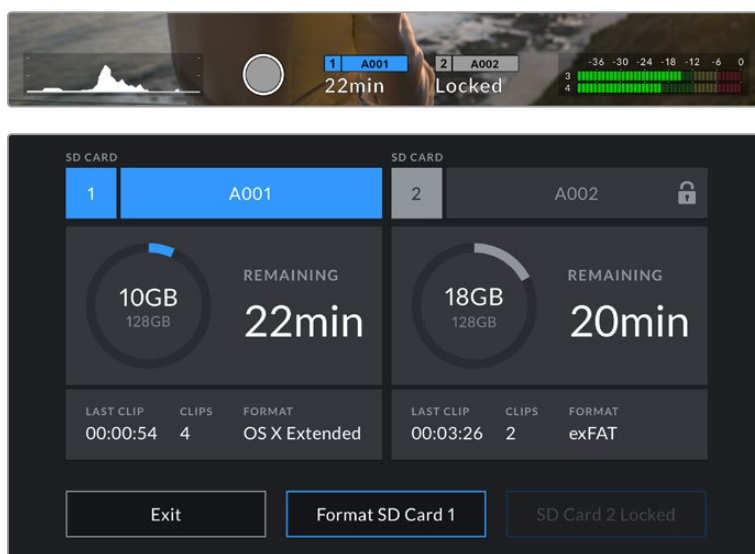 1 A001
22min
2 A002
Locked
-36 -30 -24 -18 -12 -6 0
3
4
SD CARD
1 A001
SD CARD
2 A002
10GB
128GB
REMAINING
22min
18GB
128GB
REMAINING
20min
LAST CLIP CLIPS FORMAT
00:00:54 4 OS X Extended
LAST CLIP CLIPS FORMAT
00:03:26 2 exFAT
Exit
Format SD Card 1
SD Card 2 Locked